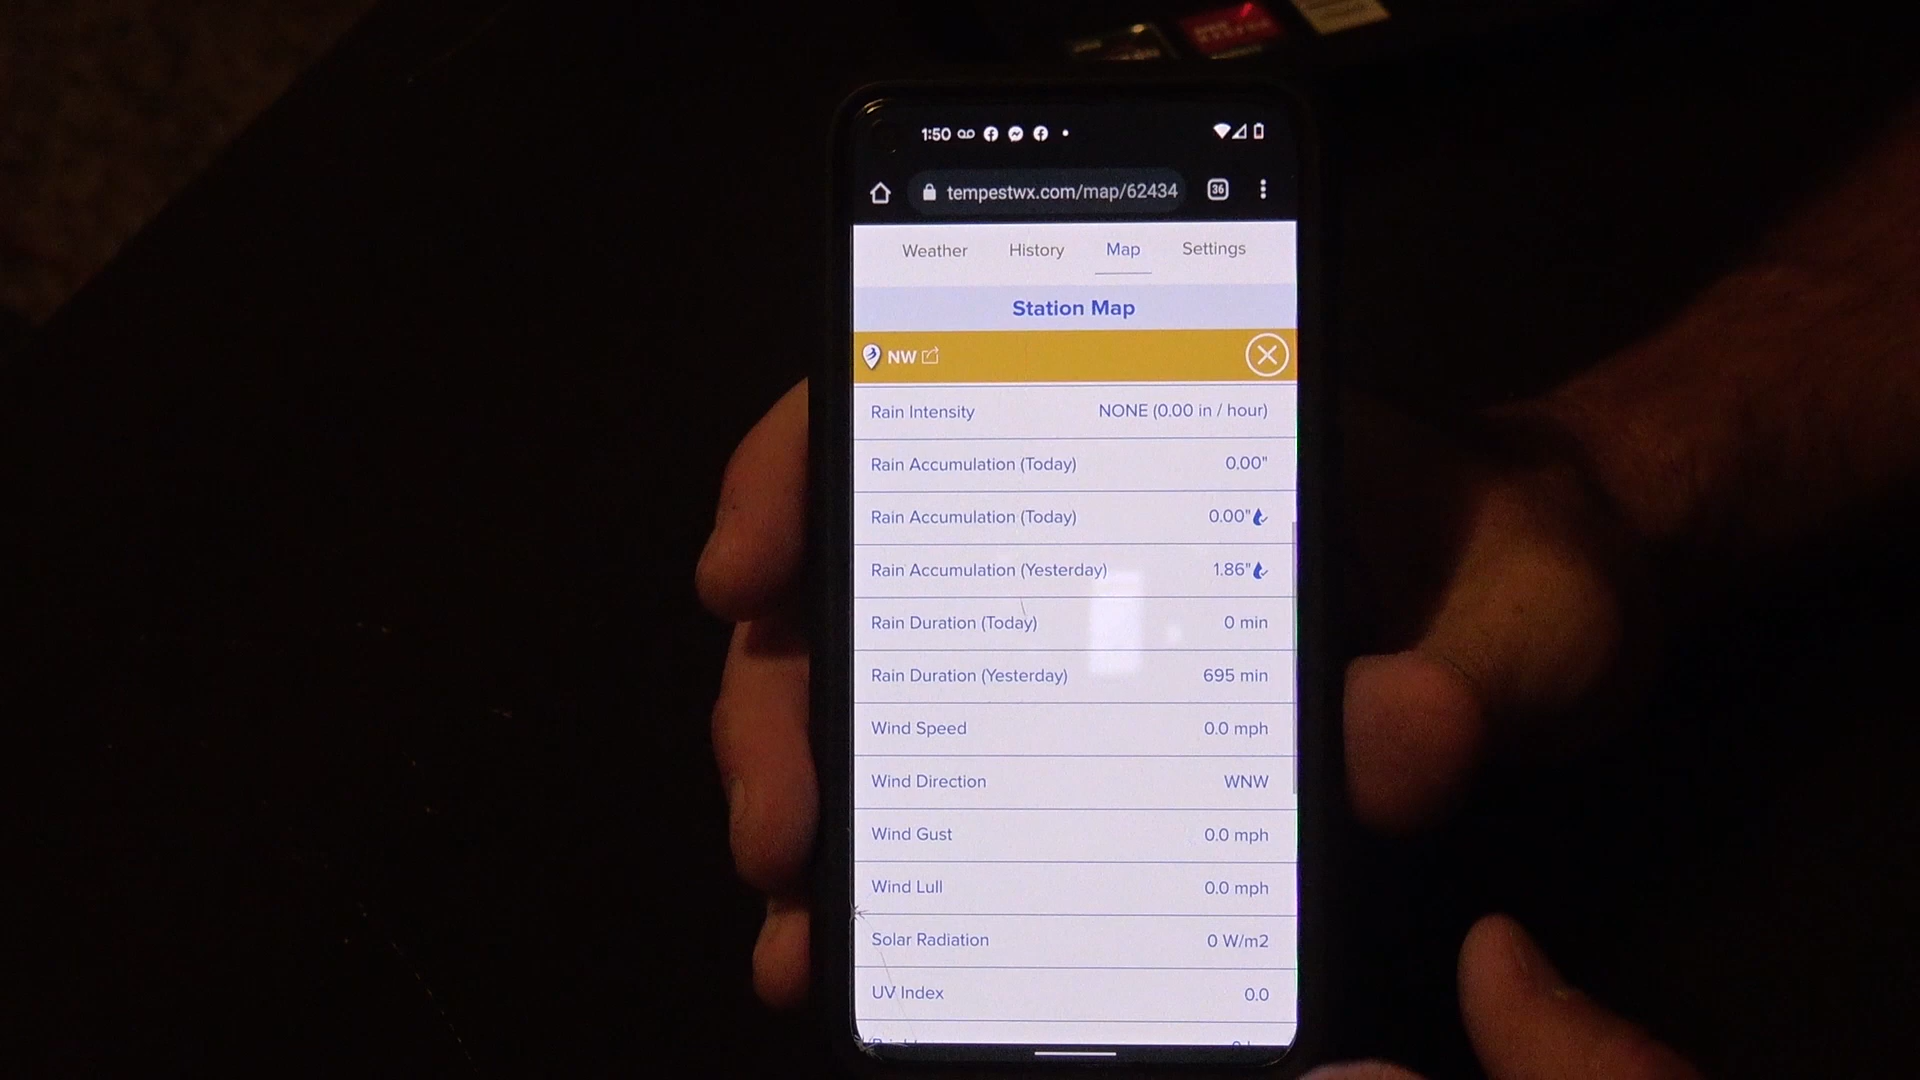 1:50
tempestwx.com/map/62434 36
Weather History Map Settings
Station Map
NW
Rain Intensity NONE (0.00 in / hour)
Rain Accumulation (Today) 0.00"
Rain Accumulation (Today) 0.00"
Rain Accumulation (Yesterday) 1.86"
Rain Duration (Today) 0 min
Rain Duration (Yesterday) 695 min
Wind Speed 0.0 mph
Wind Direction WNW
Wind Gust 0.0 mph
Wind Lull 0.0 mph
Solar Radiation 0 W/m2
UV Index 0.0